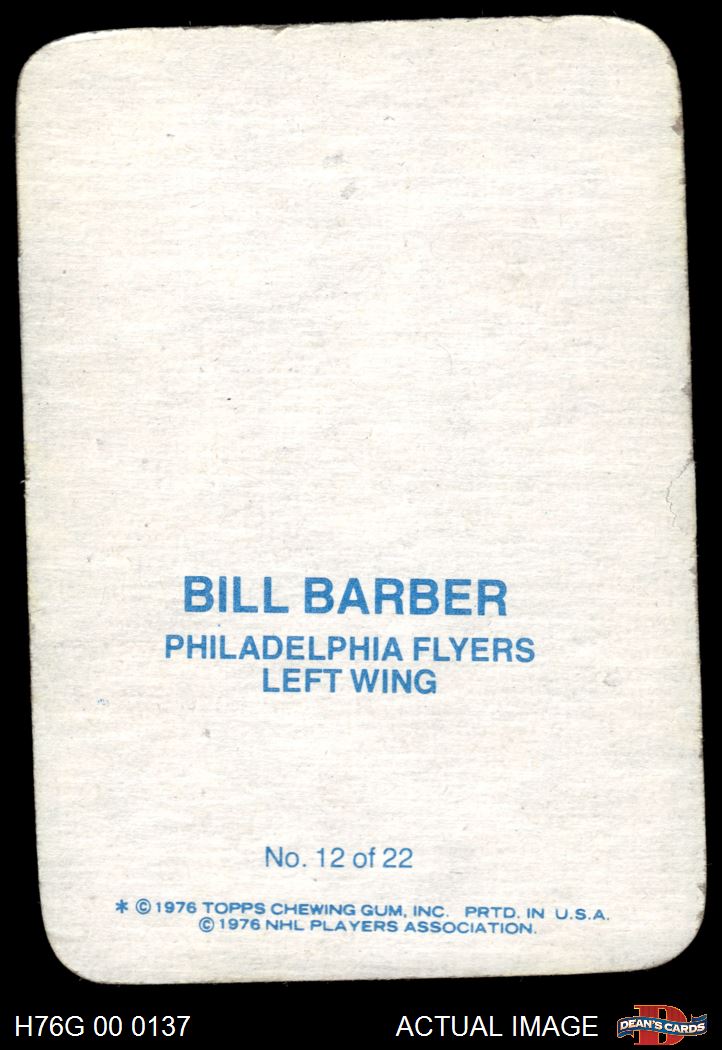 BILL BARBER
PHILADELPHIA FLYERS
LEFT WING
No. 12 of 22
* ©1976 TOPPS CHEWING GUM, INC. PRTD. IN U.S.A.
© 1976 NHL PLAYERS ASSOCIATION.
H76G 00 0137
ACTUAL IMAGE
D
DEAN'S CARDS